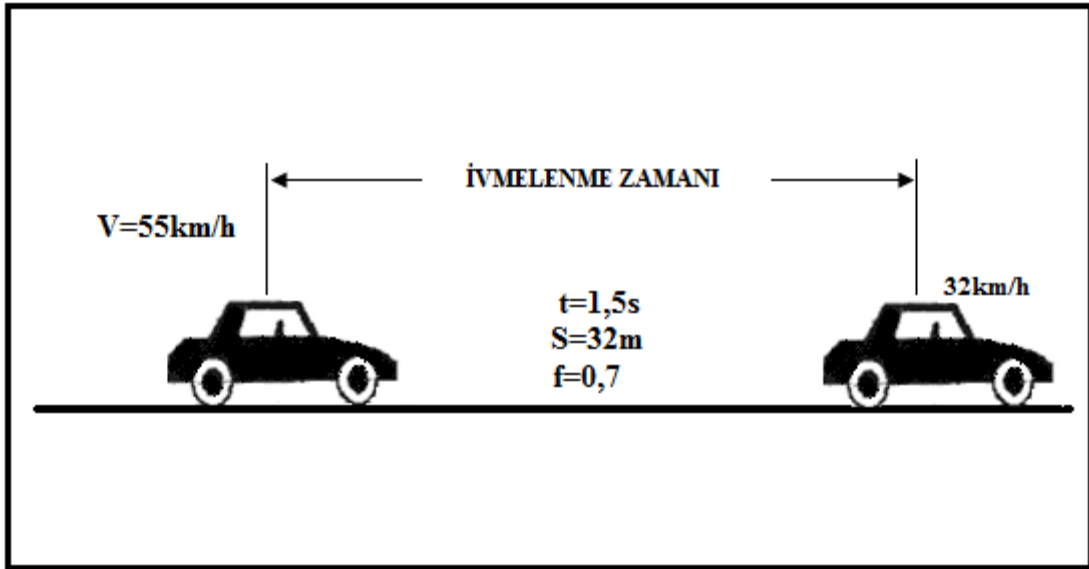 İVMELENME ZAMANI
V=55km/h
32km/h
t=1,5s
S=32m
f=0,7